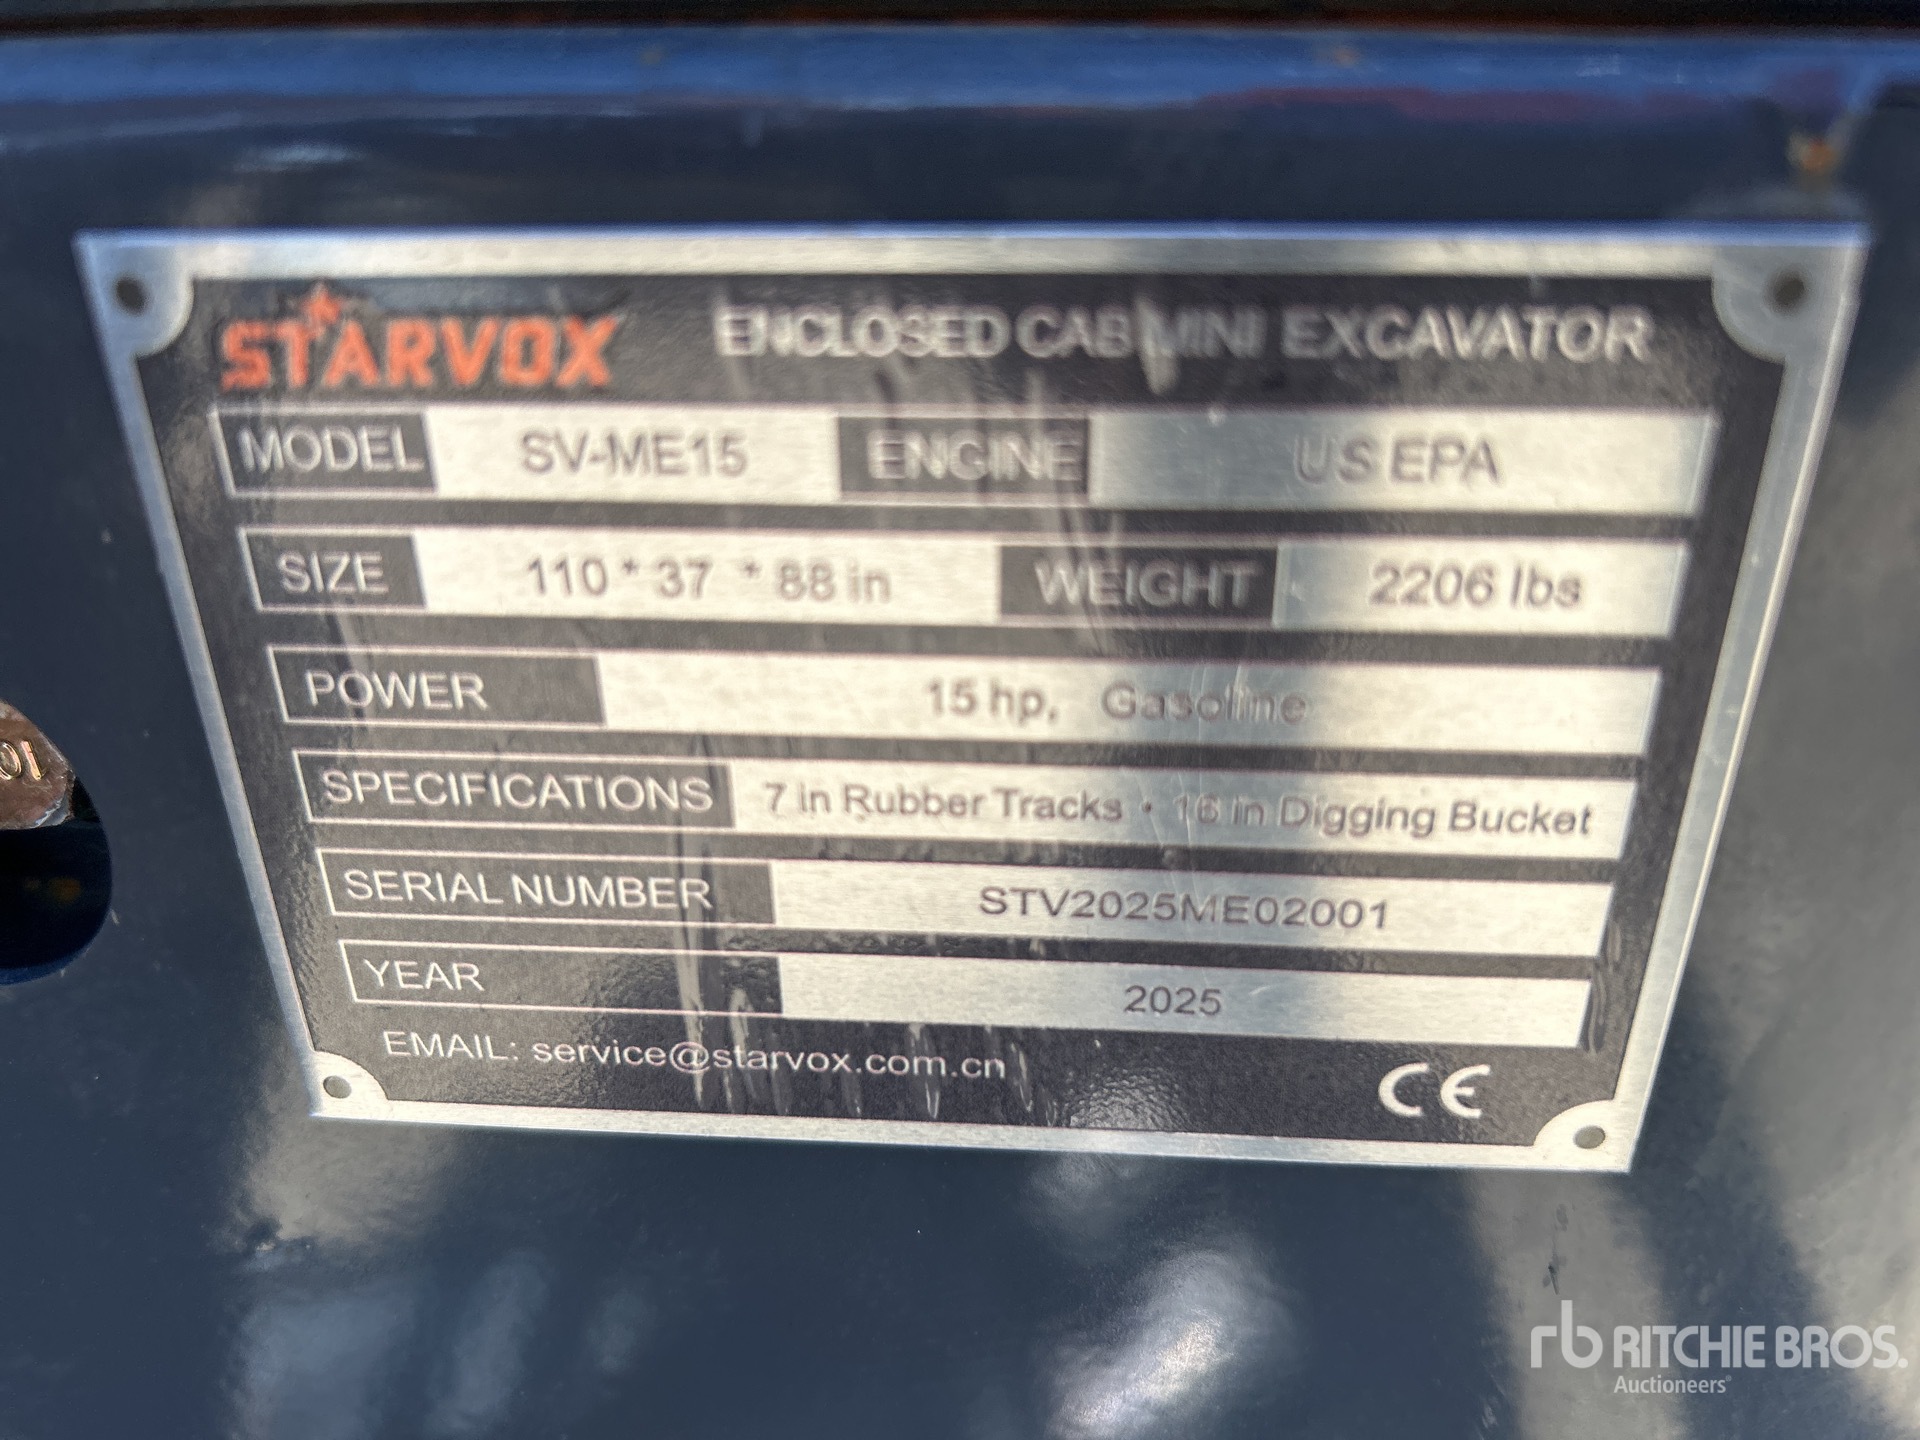 STARVOX ENCLOSED CAB MINI EXCAVATOR
MODEL SV-ME15 ENGINE US EPA
SIZE 110 * 37 * 88 in WEIGHT 2206 lbs
POWER 15 hp, Gasoline
SPECIFICATIONS 7 in Rubber Tracks • 16 in Digging Bucket
SERIAL NUMBER STV2025ME02001
YEAR 2025
EMAIL: service@starvox.com.cn
CE
rb RITCHIE BROS.
Auctioneers